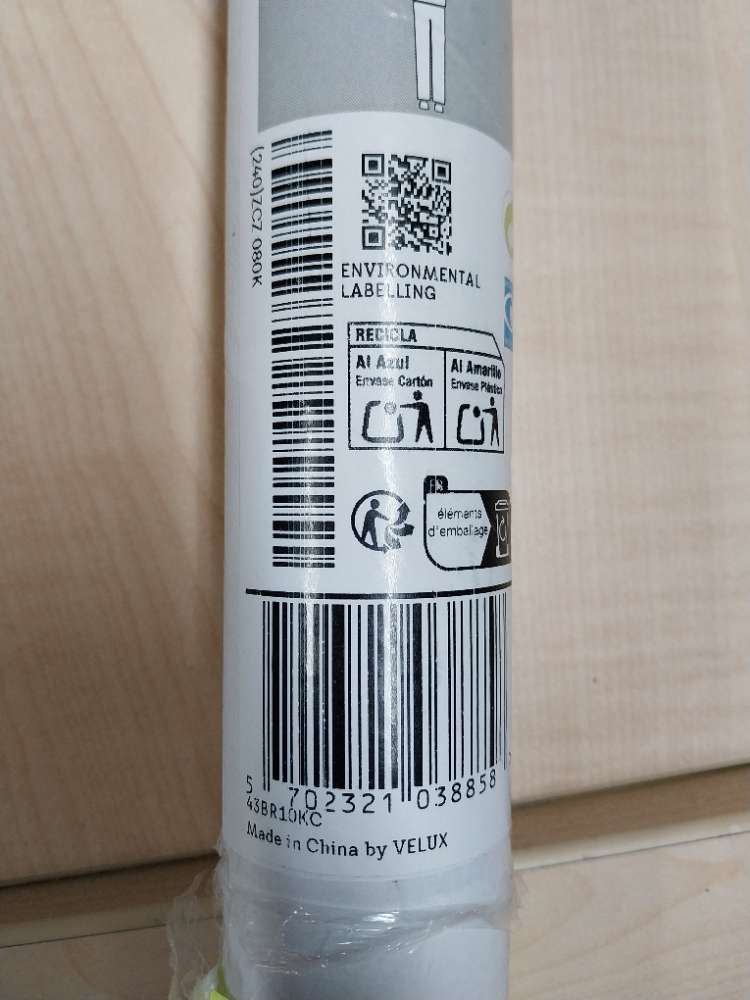 (240)ZCZ 080K
ENVIRONMENTAL
LABELLING
RECICLA
Al Azul
Envase Cartón
Al Amarillo
Envase Plástico
FR
éléments
d'emballage
5 702321 038858
43BR10KC
Made in China by VELUX